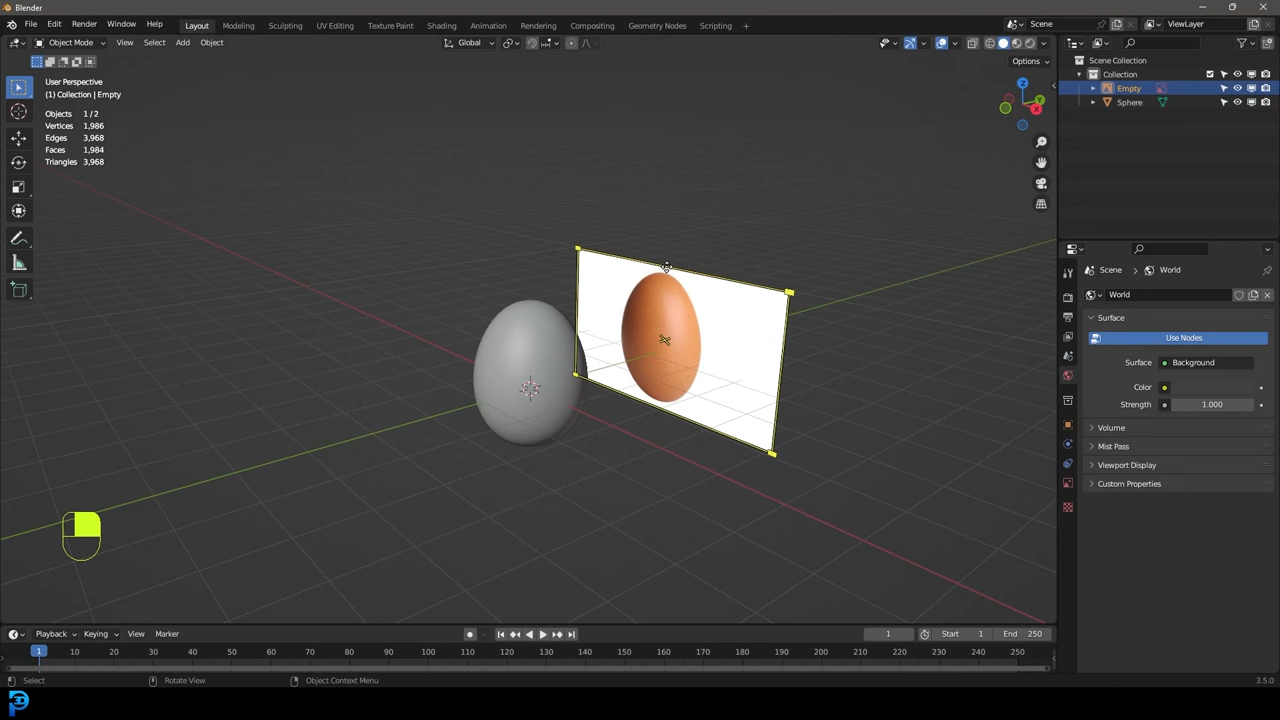 Blender
File Edit Render Window Help
Layout Modeling Sculpting UV Editing Texture Paint Shading Animation Rendering Compositing Geometry Nodes Scripting
Scene
ViewLayer
Object Mode View Select Add Object
Global
Options
User Perspective
(1) Collection | Empty
Objects 1/2
Vertices 1,986
Edges 3,968
Faces 1,984
Triangles 3,968
Z
Y
X
Scene Collection
Collection
Empty
Sphere
Scene World
World
Surface
Use Nodes
Surface Background
Color
Strength 1.000
Volume
Mist Pass
Viewport Display
Custom Properties
Playback Keying View Marker
1 Start 1 End 250
1 10 20 30 40 50 60 70 80 90 100 110 120 130 140 150 160 170 180 190 200 210 220 230 240 250
Select Rotate View Object Context Menu 3.5.0